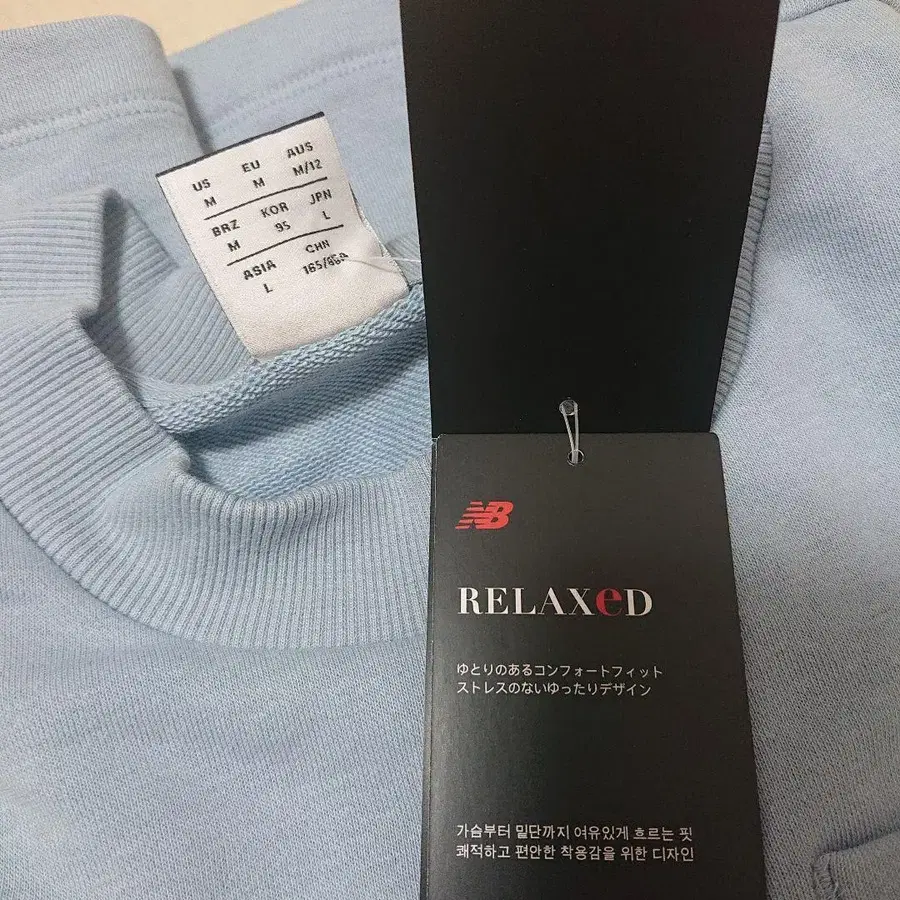 US EU AUS
M M M/12
BRZ KOR JPN
M 95 L
ASIA CHN
L
NB
RELAXeD
ゆとりのあるコンフォートフィット
ストレスのないゆったりデザイン
가슴부터 밑단까지 여유있게 흐르는 핏
쾌적하고 편안한 착용감을 위한 디자인